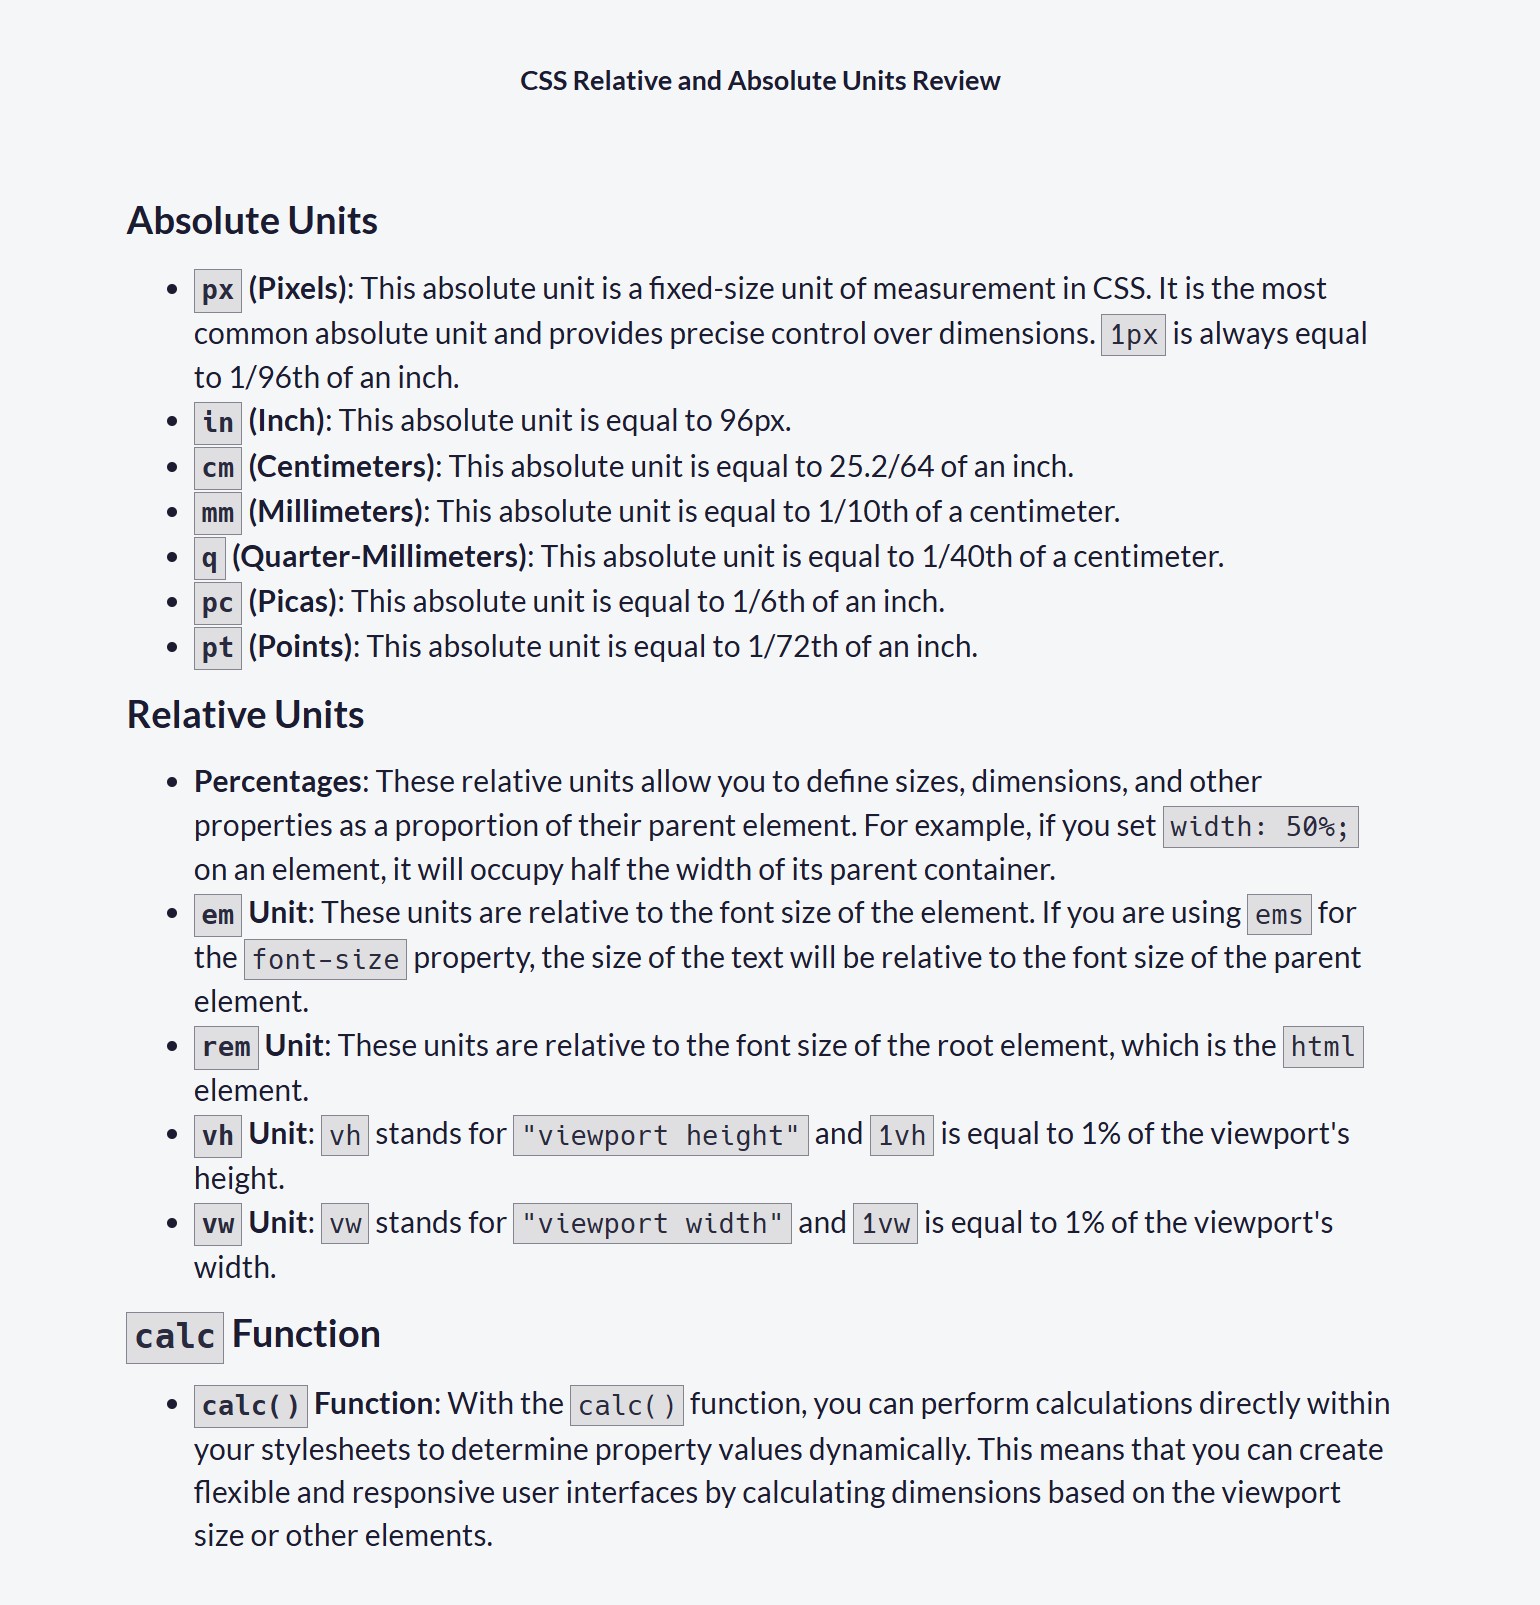 CSS Relative and Absolute Units Review
Absolute Units
px (Pixels): This absolute unit is a fixed-size unit of measurement in CSS. It is the most
common absolute unit and provides precise control over dimensions. 1px is always equal
to 1/96th of an inch.
in (Inch): This absolute unit is equal to 96px.
cm (Centimeters): This absolute unit is equal to 25.2/64 of an inch.
mm (Millimeters): This absolute unit is equal to 1/10th of a centimeter.
q (Quarter-Millimeters): This absolute unit is equal to 1/40th of a centimeter.
pc (Picas): This absolute unit is equal to 1/6th of an inch.
pt (Points): This absolute unit is equal to 1/72th of an inch.
Relative Units
Percentages: These relative units allow you to define sizes, dimensions, and other
properties as a proportion of their parent element. For example, if you set width: 50%;
on an element, it will occupy half the width of its parent container.
em Unit: These units are relative to the font size of the element. If you are using ems for
the font-size property, the size of the text will be relative to the font size of the parent
element.
rem Unit: These units are relative to the font size of the root element, which is the html
element.
vh Unit: vh stands for "viewport height" and 1vh is equal to 1% of the viewport's
height.
vw Unit: vw stands for "viewport width" and 1vw is equal to 1% of the viewport's
width.
calc Function
calc() Function: With the calc() function, you can perform calculations directly within
your stylesheets to determine property values dynamically. This means that you can create
flexible and responsive user interfaces by calculating dimensions based on the viewport
size or other elements.